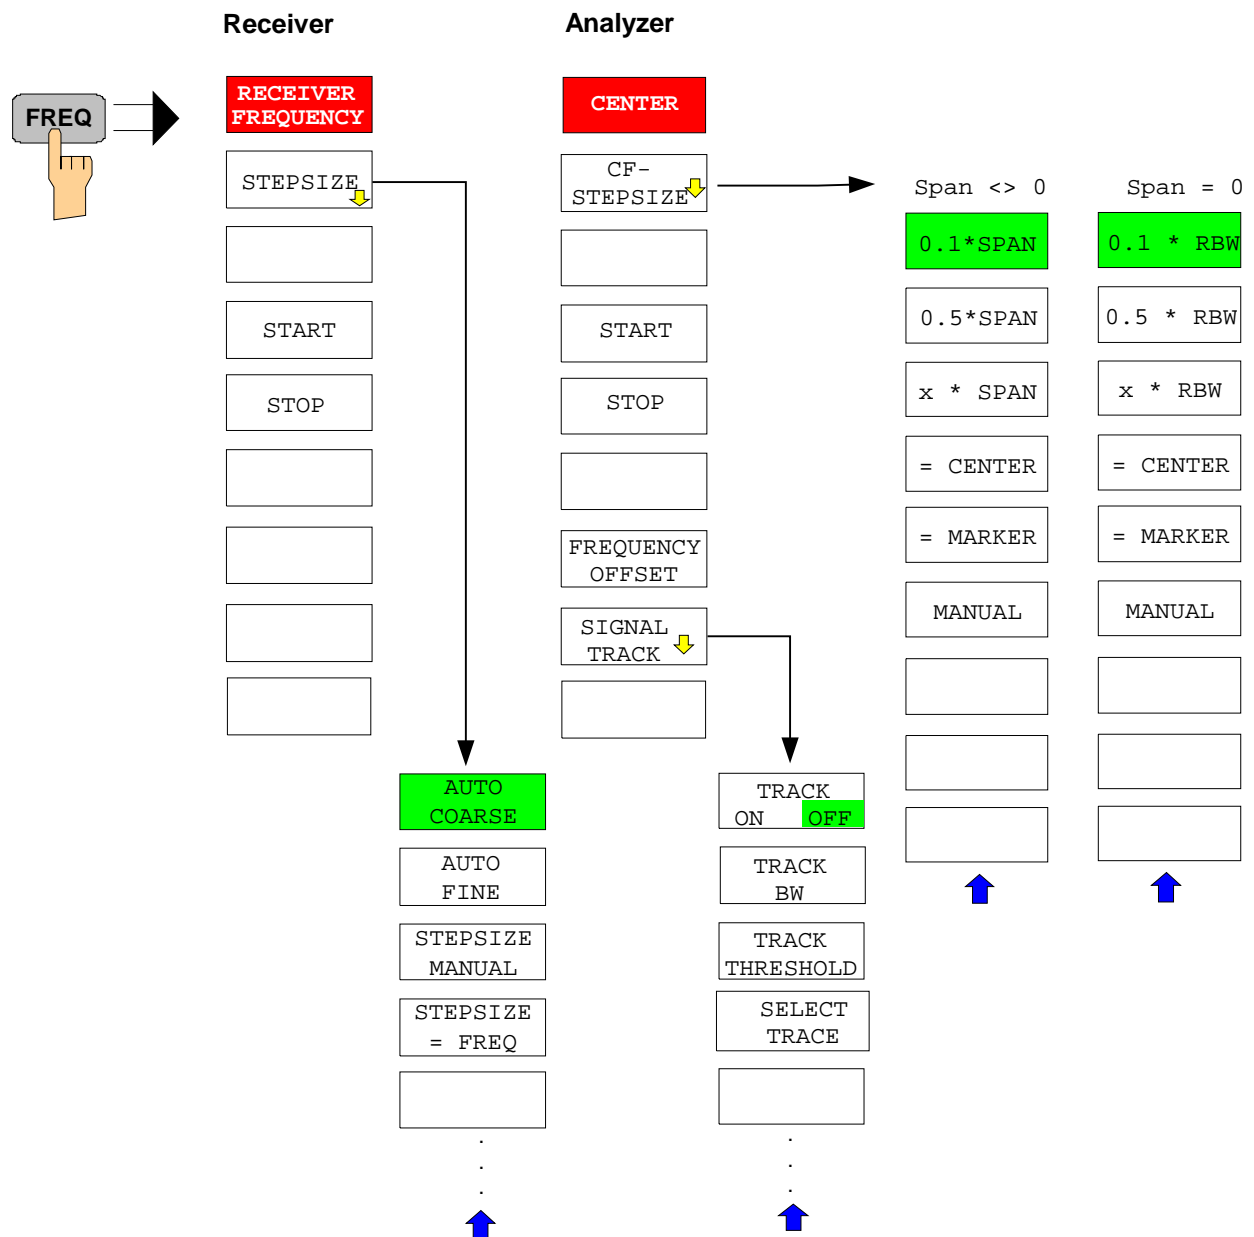 Receiver
Analyzer
FREQ
RECEIVER
FREQUENCY
STEPSIZE
START
STOP
CENTER
CF-
STEPSIZE
START
STOP
FREQUENCY
OFFSET
SIGNAL
TRACK
Span <> 0
0.1*SPAN
0.5*SPAN
x * SPAN
= CENTER
= MARKER
MANUAL
Span = 0
0.1 * RBW
0.5 * RBW
x * RBW
= CENTER
= MARKER
MANUAL
AUTO
COARSE
AUTO
FINE
STEPSIZE
MANUAL
STEPSIZE
= FREQ
.
.
.
TRACK
ON OFF
TRACK
BW
TRACK
THRESHOLD
SELECT
TRACE
.
.
.